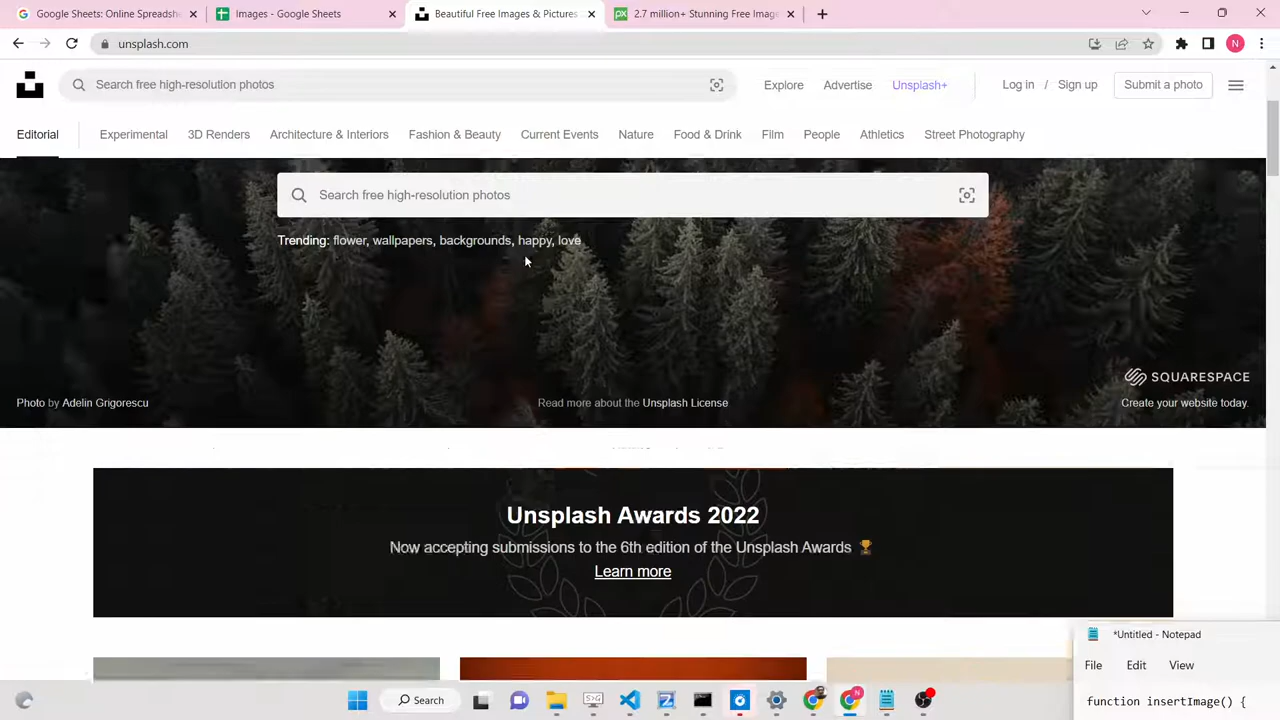 Google Sheets: Online Spreadshe
Images - Google Sheets
Beautiful Free Images & Pictures
2.7 million+ Stunning Free Image
unsplash.com
N
Search free high-resolution photos
Explore
Advertise
Unsplash+
Log in / Sign up
Submit a photo
Editorial
Experimental
3D Renders
Architecture & Interiors
Fashion & Beauty
Current Events
Nature
Food & Drink
Film
People
Athletics
Street Photography
Search free high-resolution photos
Trending: flower, wallpapers, backgrounds, happy, love
SQUARESPACE
Photo by Adelin Grigorescu
Read more about the Unsplash License
Create your website today.
Unsplash Awards 2022
Now accepting submissions to the 6th edition of the Unsplash Awards 🏆
Learn more
*Untitled - Notepad
File Edit View
function insertImage() {
Search